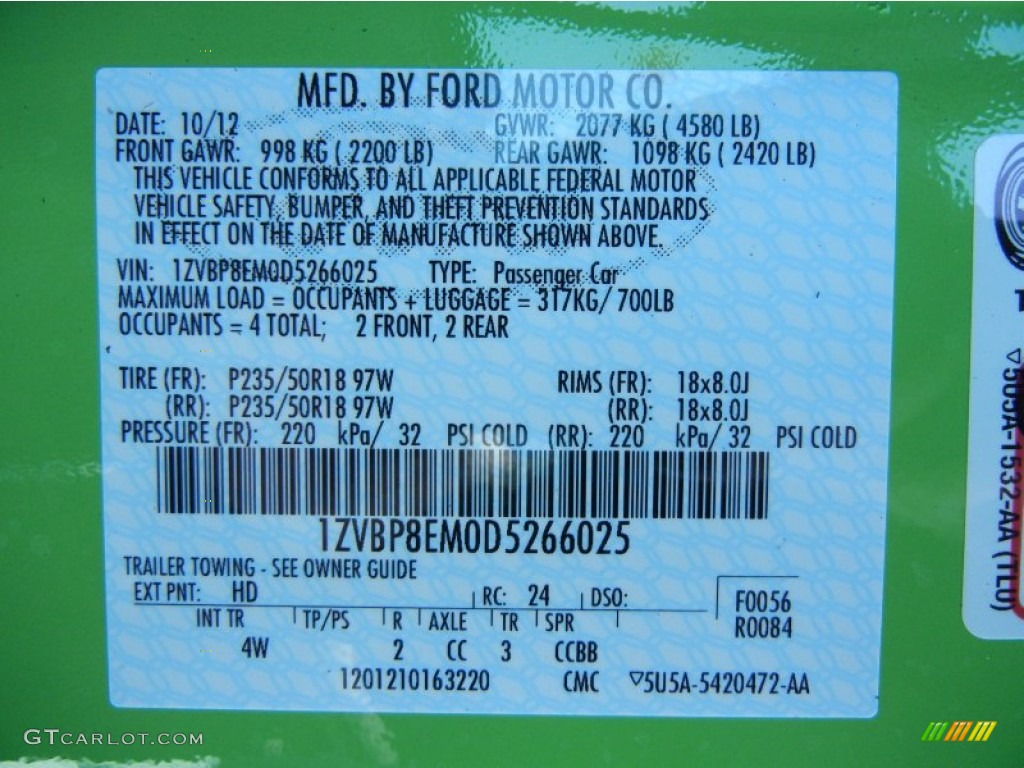 MFD. BY FORD MOTOR CO.
DATE: 10/12 GVWR: 2077 KG ( 4580 LB)
FRONT GAWR: 998 KG ( 2200 LB) REAR GAWR: 1098 KG ( 2420 LB)
THIS VEHICLE CONFORMS TO ALL APPLICABLE FEDERAL MOTOR
VEHICLE SAFETY, BUMPER, AND THEFT PREVENTION STANDARDS
IN EFFECT ON THE DATE OF MANUFACTURE SHOWN ABOVE.
VIN: 1ZVBP8EM0D5266025 TYPE: Passenger Car
MAXIMUM LOAD = OCCUPANTS + LUGGAGE = 317KG/ 700LB
OCCUPANTS = 4 TOTAL; 2 FRONT, 2 REAR
TIRE (FR): P235/50R18 97W RIMS (FR): 18x8.0J
(RR): P235/50R18 97W (RR): 18x8.0J
PRESSURE (FR): 220 kPa/ 32 PSI COLD (RR): 220 kPa/ 32 PSI COLD
1ZVBP8EM0D5266025
TRAILER TOWING - SEE OWNER GUIDE
EXT PNT: HD RC: 24 DSO: F0056
INT TR TP/PS R AXLE TR SPR R0084
4W 2 CC 3 CCBB
1201210163220 CMC ▽5U5A-5420472-AA
▽5U5A-1532-AA (TLU)
GTCARLOT.COM